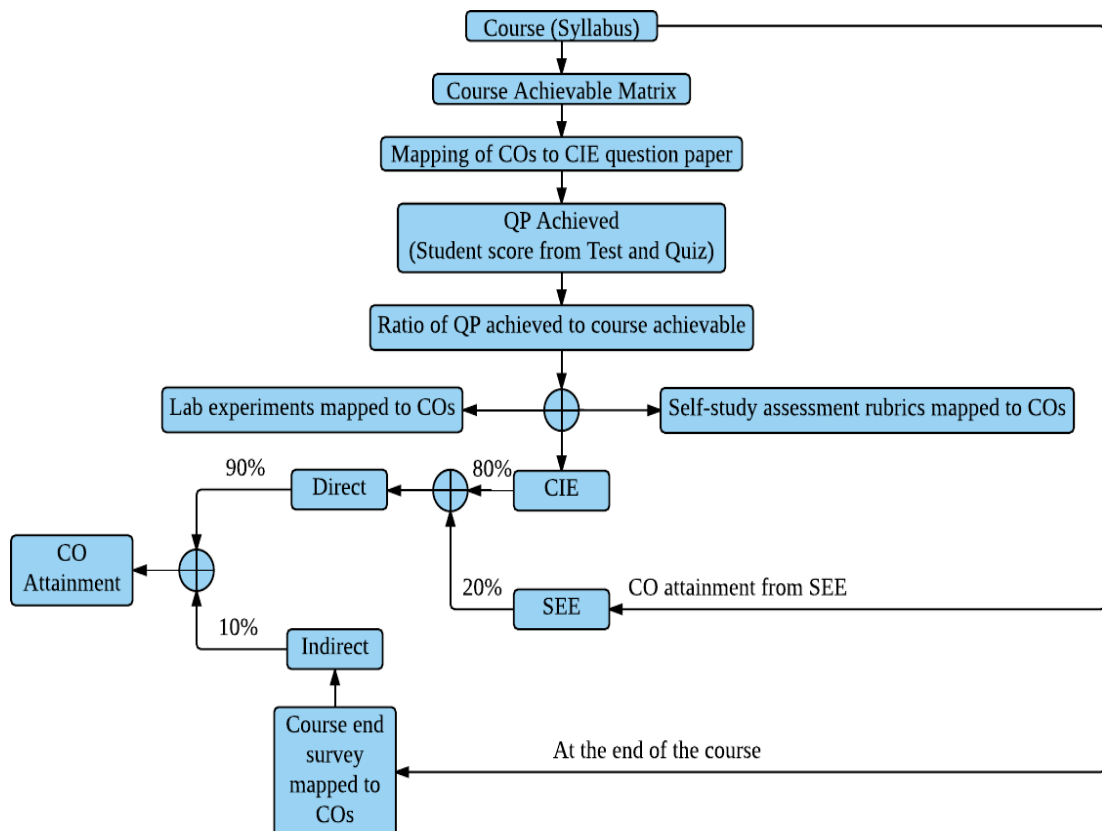 Course (Syllabus)
Course Achievable Matrix
Mapping of COs to CIE question paper
QP Achieved
(Student score from Test and Quiz)
Ratio of QP achieved to course achievable
Lab experiments mapped to COs
Self-study assessment rubrics mapped to COs
90%
Direct
80%
CIE
CO
Attainment
20%
SEE
CO attainment from SEE
10%
Indirect
Course end
survey
mapped to
COs
At the end of the course